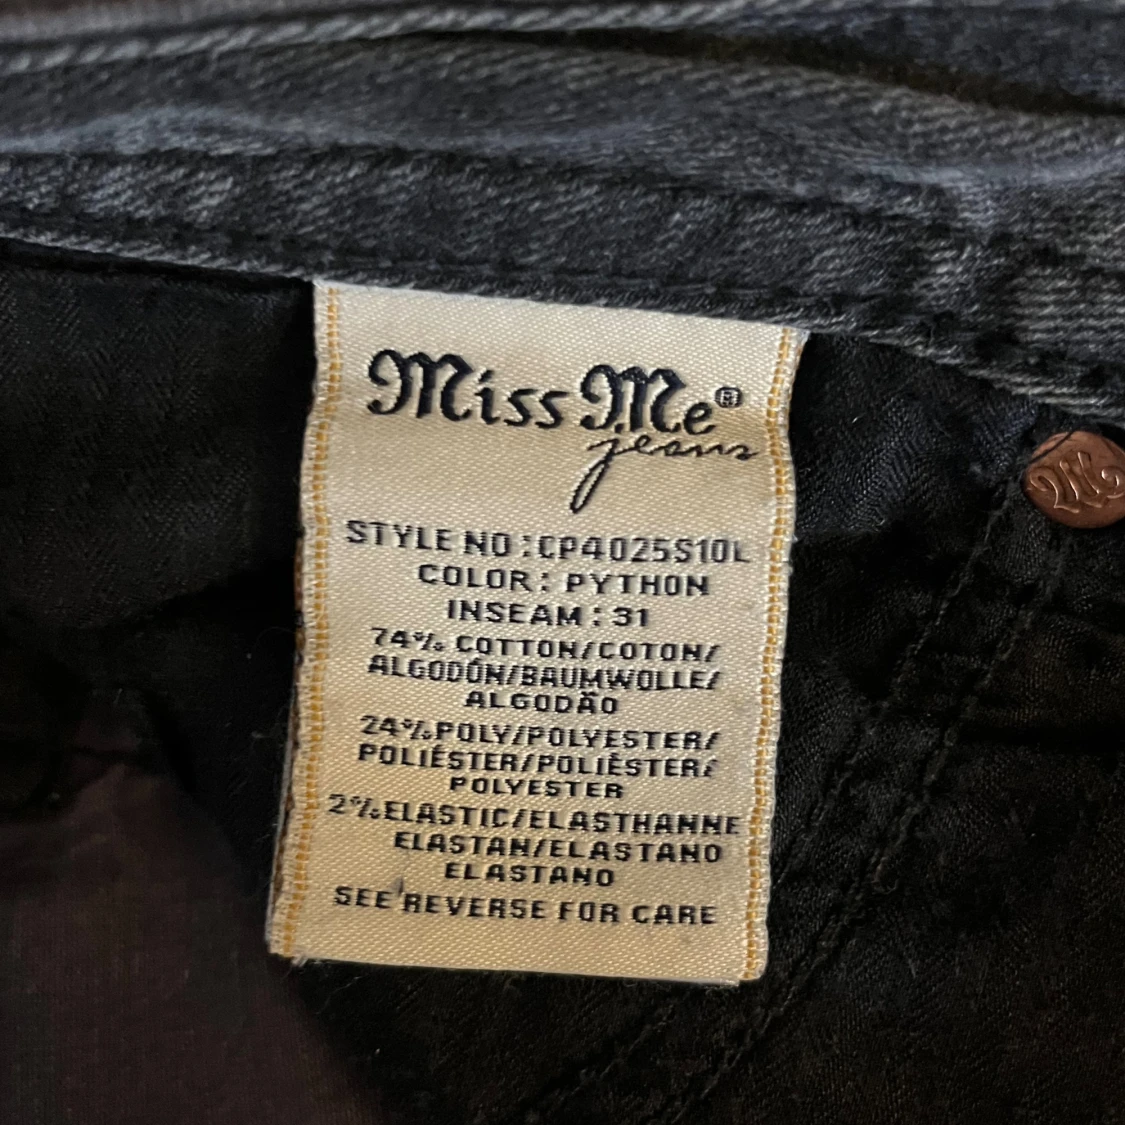 Miss Me®
jeans
STYLE NO : CP4025S10L
COLOR : PYTHON
INSEAM : 31
74% COTTON/COTON/
ALGODÓN/BAUMWOLLE/
ALGODÃO
24% POLY/POLYESTER/
POLIÉSTER/POLIÈSTER/
POLYESTER
2% ELASTIC/ELASTHANNE
ELASTAN/ELASTANO
ELASTANO
SEE REVERSE FOR CARE